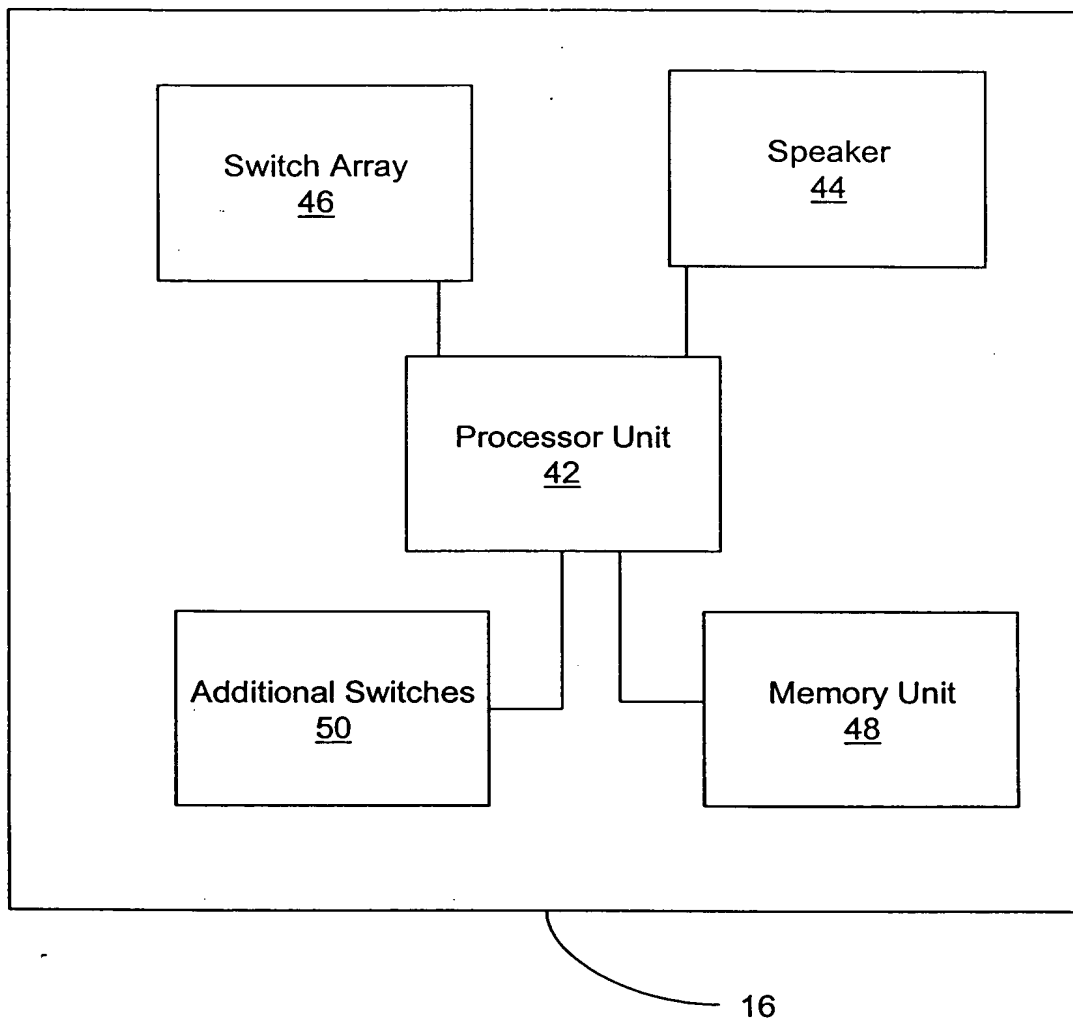 Switch Array
46
Speaker
44
Processor Unit
42
Additional Switches
50
Memory Unit
48
16